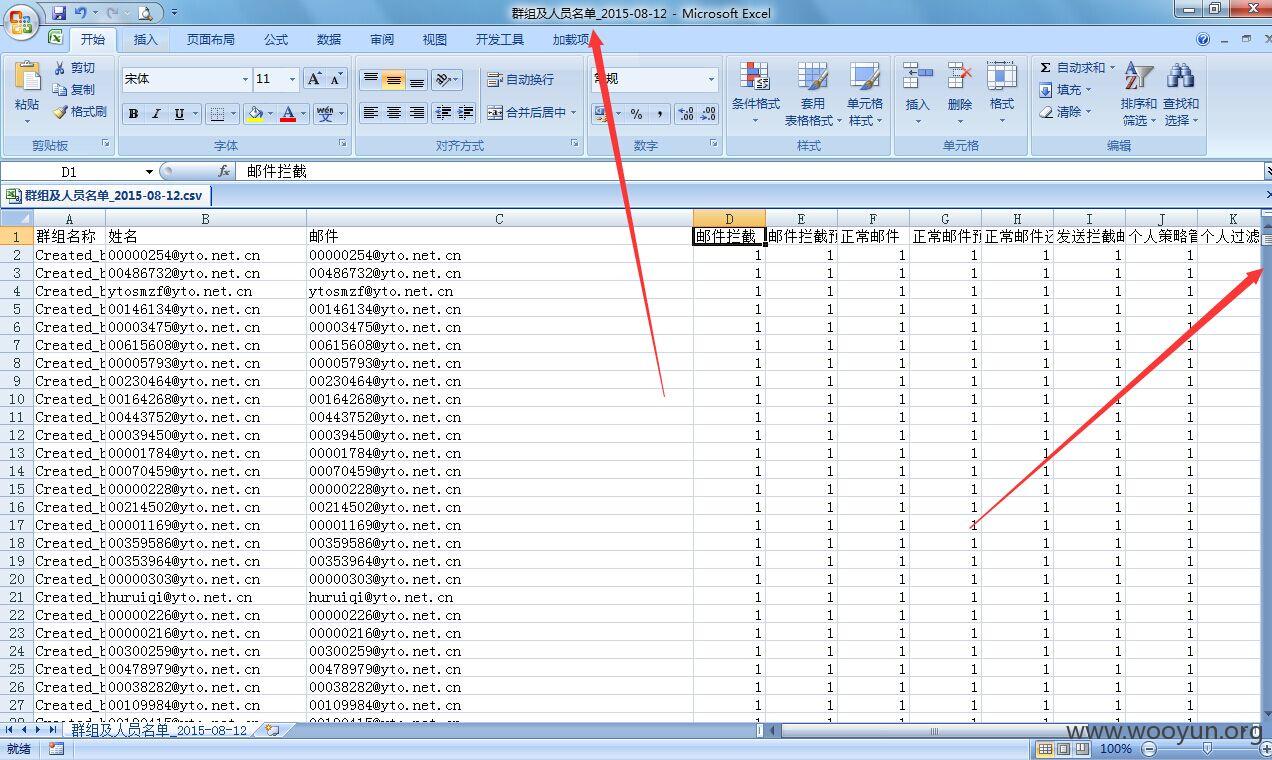 群组及人员名单_2015-08-12 - Microsoft Excel
开始 插入 页面布局 公式 数据 审阅 视图 开发工具 加载项
粘贴 剪切 复制 格式刷 剪贴板
宋体 11 A A B I U A wén 变 字体
自动换行 合并后居中 对齐方式
常规 % , 数字
条件格式 套用表格格式 单元格样式 样式
插入 删除 格式 单元格
Σ 自动求和 填充 清除 排序和筛选 查找和选择 编辑
D1 fx 邮件拦截
群组及人员名单_2015-08-12.csv
A B C D E F G H I J K
1 群组名称 姓名 邮件 邮件拦截 邮件拦截预 正常邮件 正常邮件预 正常邮件 发送拦截邮 个人策略管 个人过滤
2 Created_b 00000254@yto.net.cn 00000254@yto.net.cn 1 1 1 1 1 1 1
3 Created_b 00486732@yto.net.cn 00486732@yto.net.cn 1 1 1 1 1 1 1
4 Created_b ytosmzf@yto.net.cn ytosmzf@yto.net.cn 1 1 1 1 1 1 1
5 Created_b 00146134@yto.net.cn 00146134@yto.net.cn 1 1 1 1 1 1 1
6 Created_b 00003475@yto.net.cn 00003475@yto.net.cn 1 1 1 1 1 1 1
7 Created_b 00615608@yto.net.cn 00615608@yto.net.cn 1 1 1 1 1 1 1
8 Created_b 00005793@yto.net.cn 00005793@yto.net.cn 1 1 1 1 1 1 1
9 Created_b 00230464@yto.net.cn 00230464@yto.net.cn 1 1 1 1 1 1 1
10 Created_b 00164268@yto.net.cn 00164268@yto.net.cn 1 1 1 1 1 1 1
11 Created_b 00443752@yto.net.cn 00443752@yto.net.cn 1 1 1 1 1 1 1
12 Created_b 00039450@yto.net.cn 00039450@yto.net.cn 1 1 1 1 1 1 1
13 Created_b 00001784@yto.net.cn 00001784@yto.net.cn 1 1 1 1 1 1 1
14 Created_b 00070459@yto.net.cn 00070459@yto.net.cn 1 1 1 1 1 1 1
15 Created_b 00000228@yto.net.cn 00000228@yto.net.cn 1 1 1 1 1 1 1
16 Created_b 00214502@yto.net.cn 00214502@yto.net.cn 1 1 1 1 1 1 1
17 Created_b 00001169@yto.net.cn 00001169@yto.net.cn 1 1 1 1 1 1 1
18 Created_b 00359586@yto.net.cn 00359586@yto.net.cn 1 1 1 1 1 1 1
19 Created_b 00353964@yto.net.cn 00353964@yto.net.cn 1 1 1 1 1 1 1
20 Created_b 00000303@yto.net.cn 00000303@yto.net.cn 1 1 1 1 1 1 1
21 Created_b huruiqi@yto.net.cn huruiqi@yto.net.cn 1 1 1 1 1 1 1
22 Created_b 00000226@yto.net.cn 00000226@yto.net.cn 1 1 1 1 1 1 1
23 Created_b 00000216@yto.net.cn 00000216@yto.net.cn 1 1 1 1 1 1 1
24 Created_b 00300259@yto.net.cn 00300259@yto.net.cn 1 1 1 1 1 1 1
25 Created_b 00478979@yto.net.cn 00478979@yto.net.cn 1 1 1 1 1 1 1
26 Created_b 00038282@yto.net.cn 00038282@yto.net.cn 1 1 1 1 1 1 1
27 Created_b 00109984@yto.net.cn 00109984@yto.net.cn 1 1 1 1 1 1 1
群组及人员名单_2015-08-12
www.wooyun.org
就绪 100%